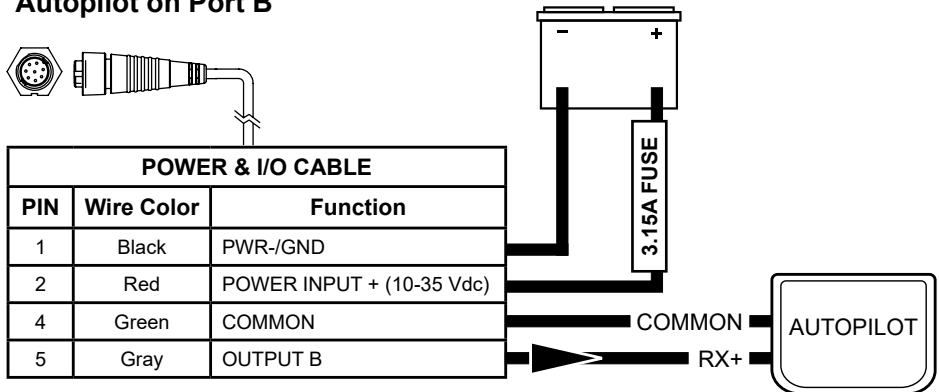 Autopilot on Port B
- +
3.15A FUSE
POWER & I/O CABLE
PIN Wire Color Function
1 Black PWR-/GND
2 Red POWER INPUT + (10-35 Vdc)
4 Green COMMON
5 Gray OUTPUT B
COMMON
RX+
AUTOPILOT